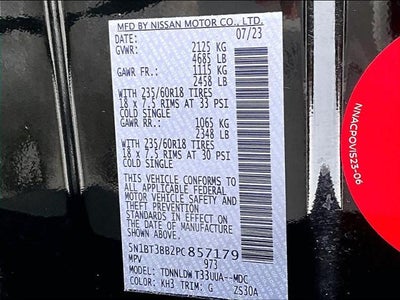 MFD BY NISSAN MOTOR CO., LTD.
DATE: 07/23
GVWR: 2125 KG
4685 LB
GAWR FR.: 1115 KG
2458 LB
WITH 235/60R18 TIRES
18 x 7.5 RIMS AT 33 PSI
COLD SINGLE
GAWR RR.: 1065 KG
2348 LB
WITH 235/60R18 TIRES
18 x 7.5 RIMS AT 30 PSI
COLD SINGLE
THIS VEHICLE CONFORMS
TO ALL APPLICABLE FEDERAL
MOTOR VEHICLE SAFETY AND
THEFT PREVENTION
STANDARDS IN EFFECT ON
THE DATE OF MANUFACTURE
SHOWN ABOVE.
5N1BT3BB2PC857179
MPV 973
MODEL: TDNNLDW T33UUA--MDC
COLOR: KH3 TRIM: G ZS30A
NNACPOVIS23-06